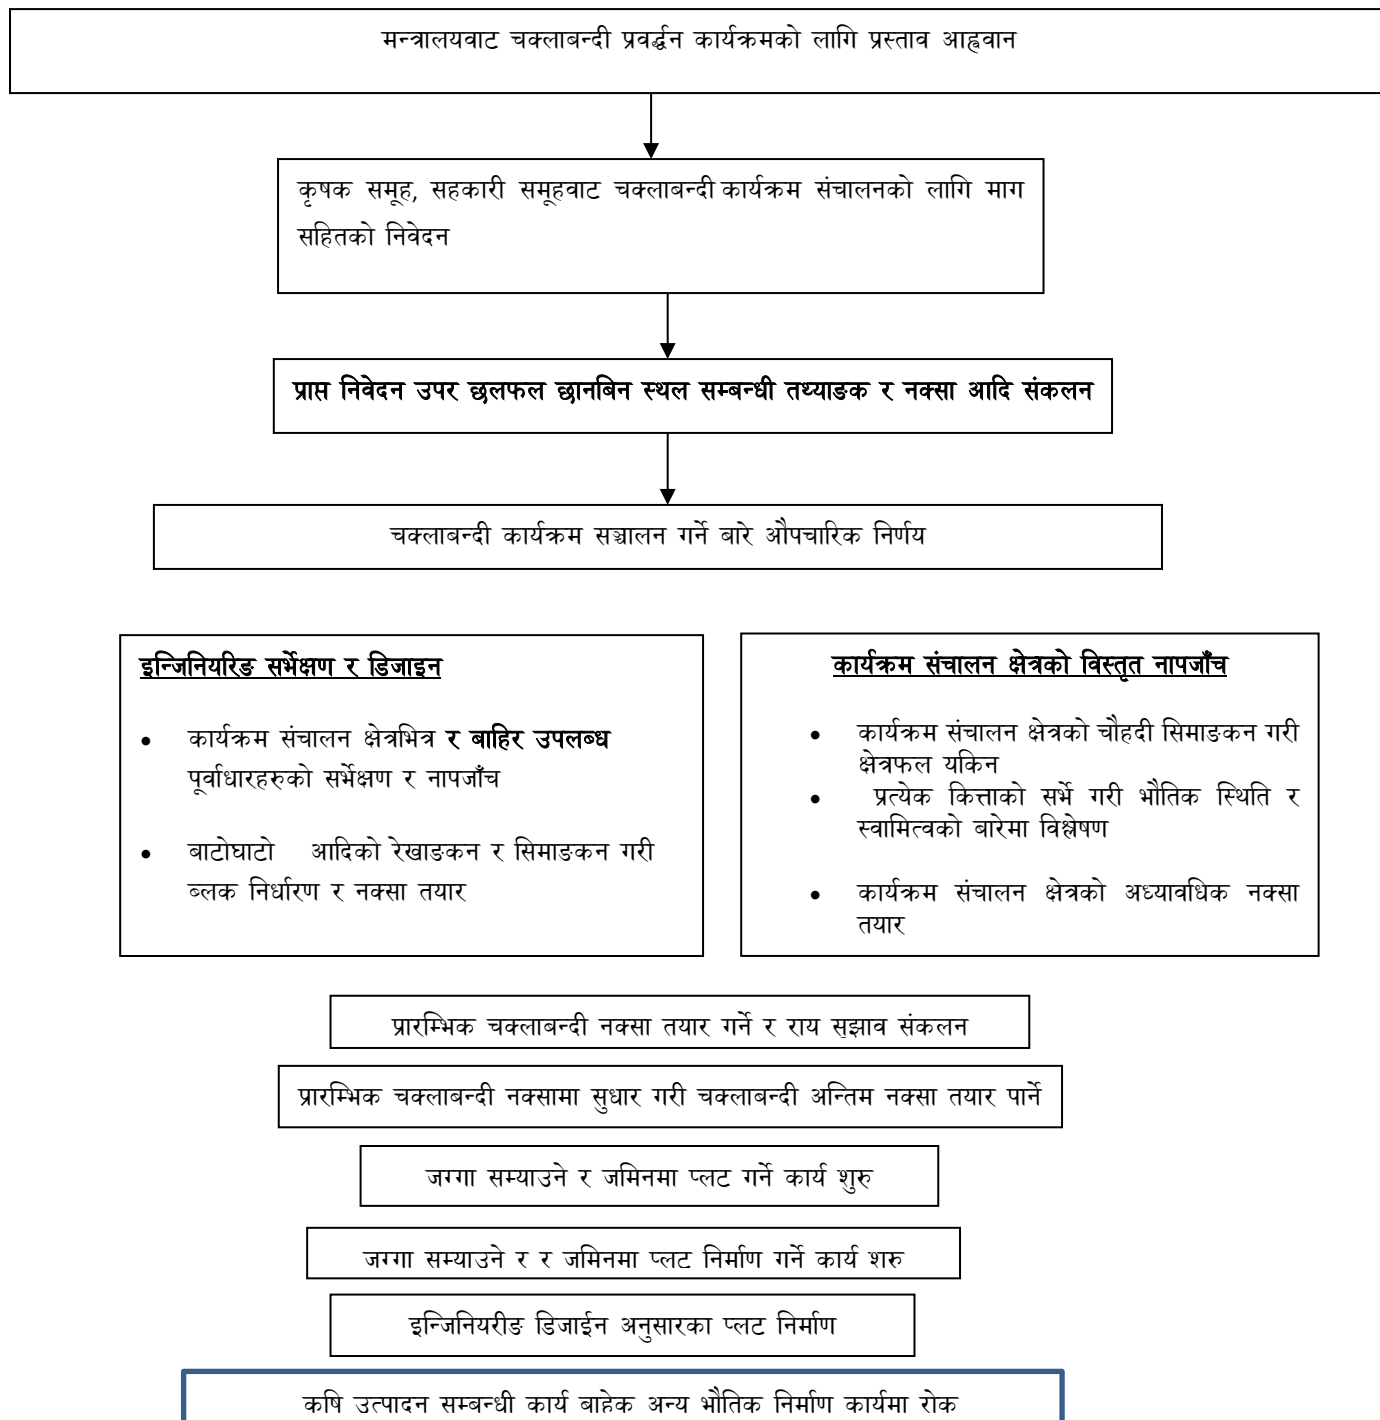 मन्त्रालयवाट चक्लाबन्दी प्रवर्द्धन कार्यक्रमको लागि प्रस्ताव आह्ववान
कृषक समूह, सहकारी समूहवाट चक्लाबन्दी कार्यक्रम संचालनको लागि माग
सहितको निवेदन
प्राप्त निवेदन उपर छलफल छानबिन स्थल सम्बन्धी तथ्याङक र नक्सा आदि संकलन
चक्लाबन्दी कार्यक्रम सञ्चालन गर्ने बारे औपचारिक निर्णय
इन्जिनियरिङ सर्भेक्षण र डिजाइन
• कार्यक्रम संचालन क्षेत्रभित्र र बाहिर उपलब्ध
पूर्वाधारहरुको सर्भेक्षण र नापजाँच
• बाटोघाटो आदिको रेखाङकन र सिमाङकन गरी
ब्लक निर्धारण र नक्सा तयार
कार्यक्रम संचालन क्षेत्रको विस्तृत नापजाँच
• कार्यक्रम संचालन क्षेत्रको चौहदी सिमाङकन गरी
क्षेत्रफल यकिन
• प्रत्येक कित्ताको सर्भे गरी भौतिक स्थिति र
स्वामित्वको बारेमा विश्लेषण
• कार्यक्रम संचालन क्षेत्रको अध्यावधिक नक्सा
तयार
प्रारम्भिक चक्लाबन्दी नक्सा तयार गर्ने र राय सुझाव संकलन
प्रारम्भिक चक्लाबन्दी नक्सामा सुधार गरी चक्लाबन्दी अन्तिम नक्सा तयार पार्ने
जग्गा सम्याउने र जमिनमा प्लट गर्ने कार्य शुरु
जग्गा सम्याउने र र जमिनमा प्लट निर्माण गर्ने कार्य शरु
इन्जिनियरीङ डिजाईन अनुसारका प्लट निर्माण
कृषि उत्पादन सम्बन्धी कार्य बाहेक अन्य भौतिक निर्माण कार्यमा रोक